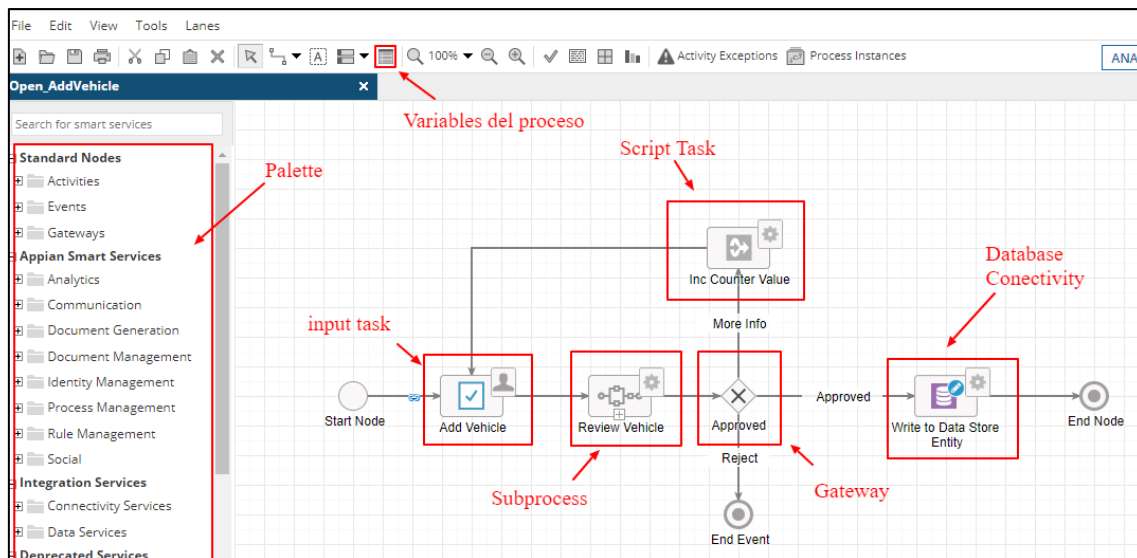 File Edit View Tools Lanes
100% Activity Exceptions Process Instances
ANA
Open_AddVehicle
Search for smart services
Variables del proceso
Standard Nodes
Activities
Events
Gateways
Appian Smart Services
Analytics
Communication
Document Generation
Document Management
Identity Management
Process Management
Rule Management
Social
Integration Services
Connectivity Services
Data Services
Deprecated Services
Palette
Script Task
Inc Counter Value
More Info
Database
Conectivity
input task
Start Node
Add Vehicle
Review Vehicle
Approved
Approved
Write to Data Store
Entity
End Node
Reject
Subprocess
Gateway
End Event